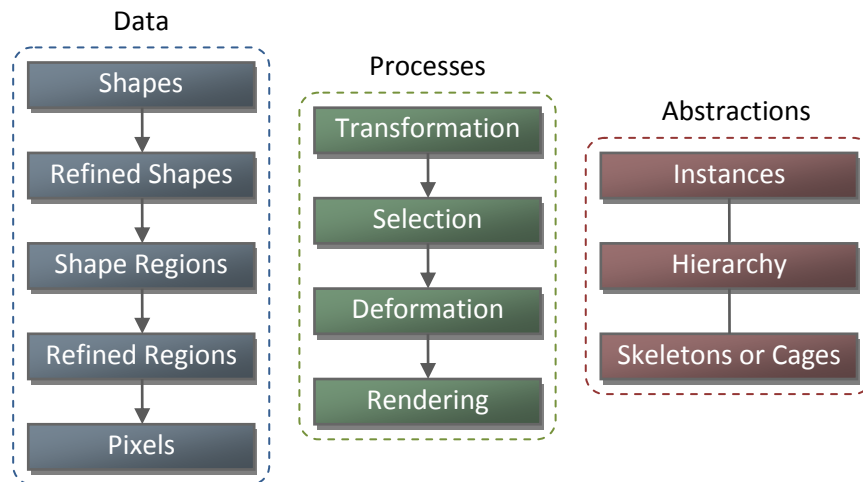 Data
Shapes
Refined Shapes
Shape Regions
Refined Regions
Pixels
Processes
Transformation
Selection
Deformation
Rendering
Abstractions
Instances
Hierarchy
Skeletons or Cages